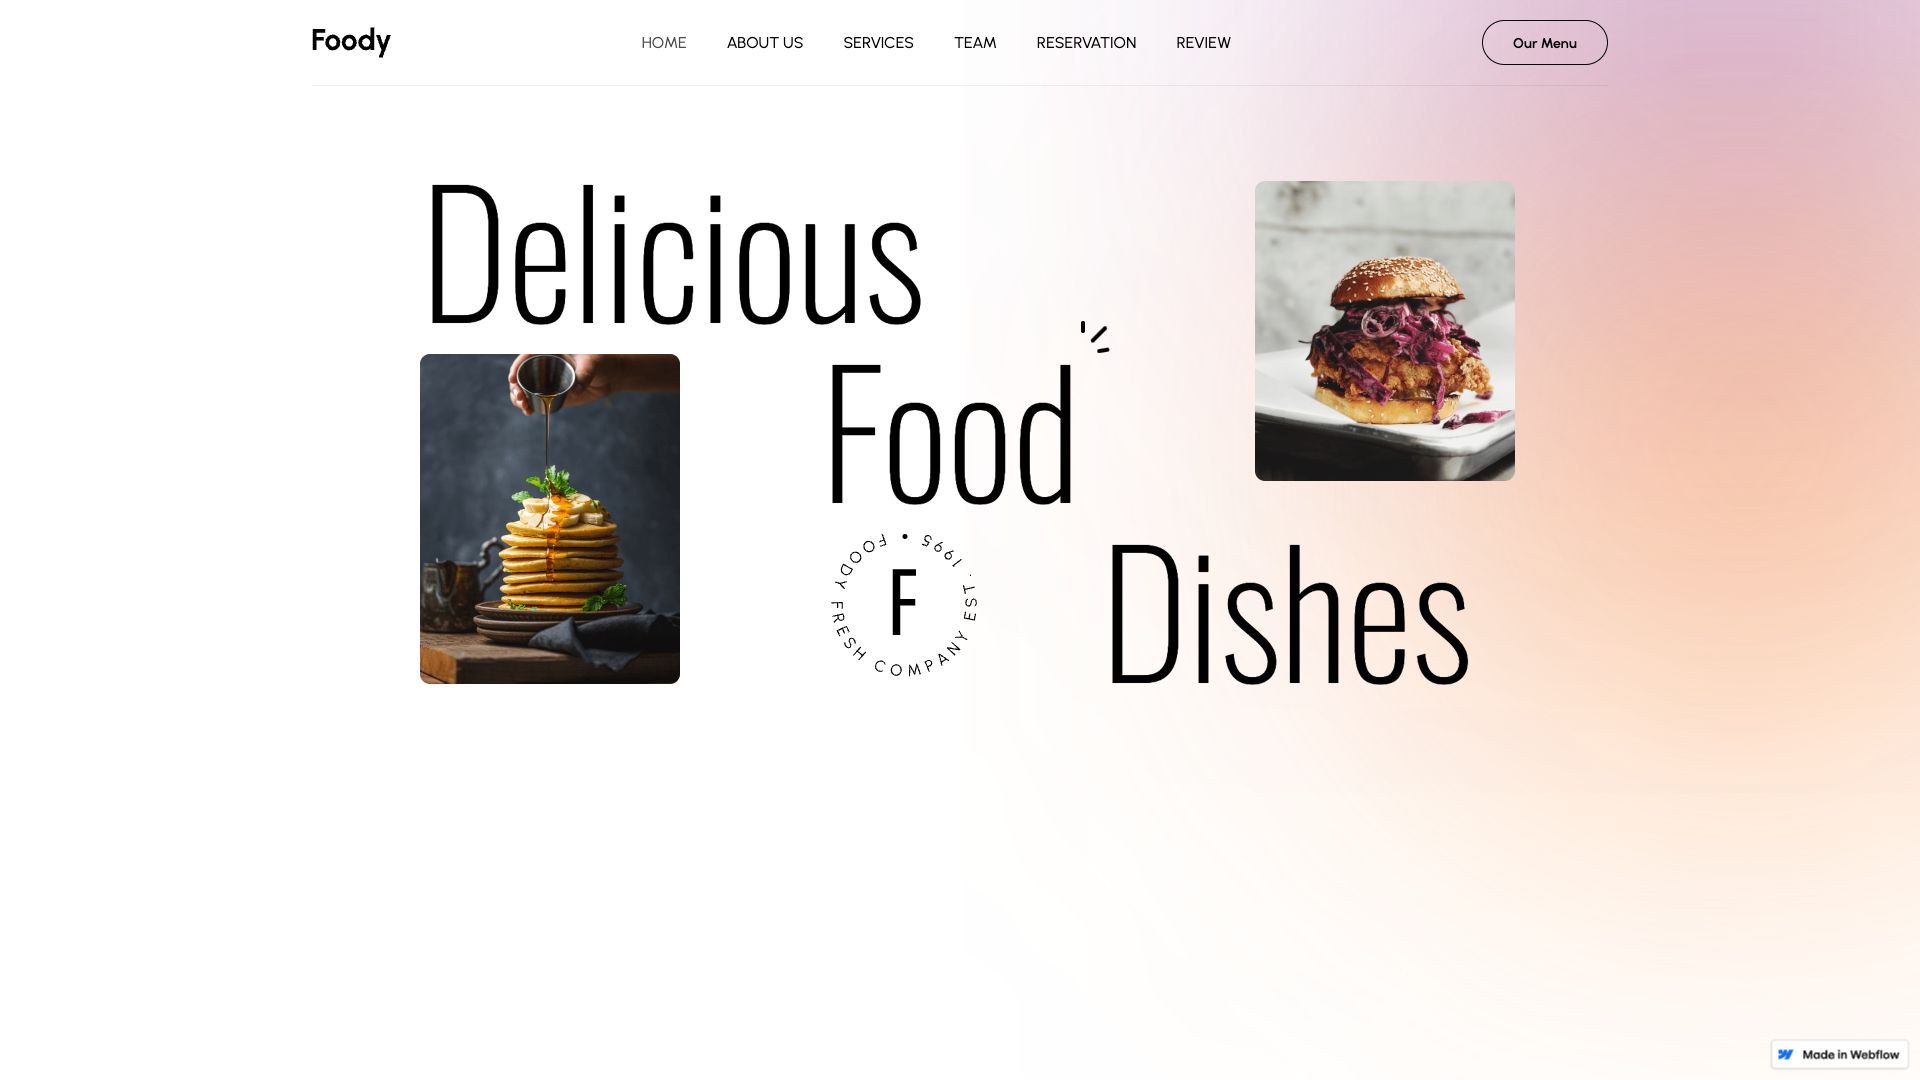 Foody
HOME
ABOUT US
SERVICES
TEAM
RESERVATION
REVIEW
Our Menu
Delicious
Food
Dishes
F
FOODY FRESH COMPANY EST. 1995 •
Made in Webflow